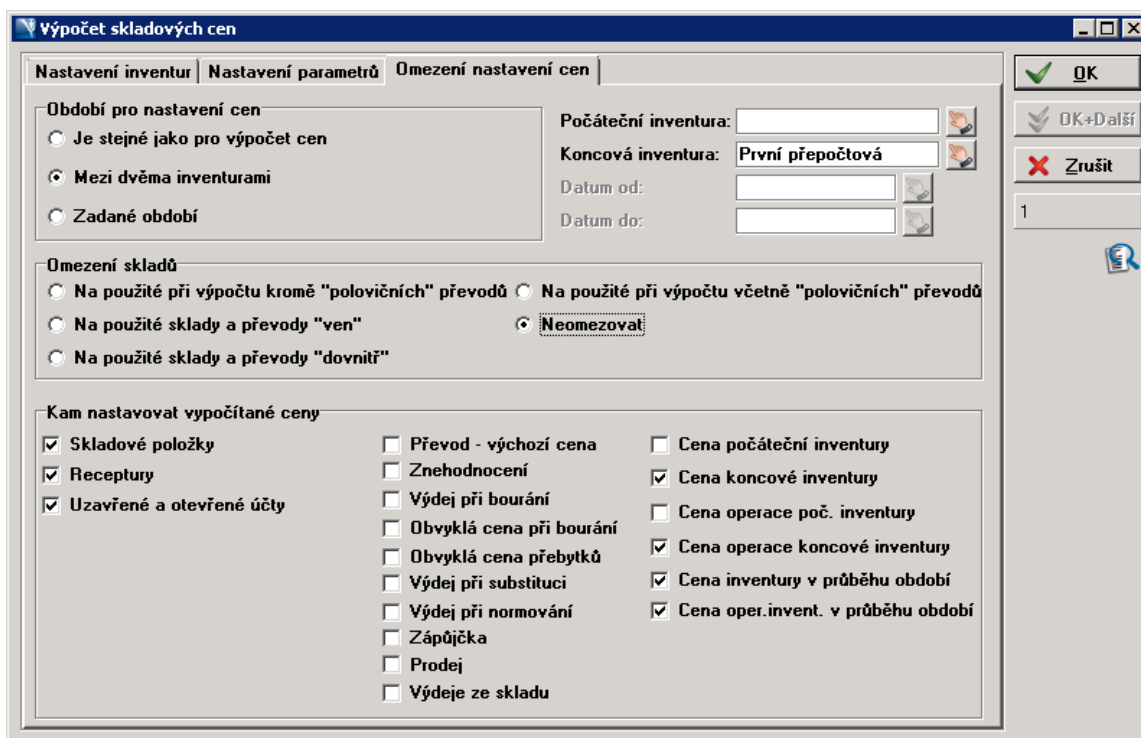 Výpočet skladových cen
Nastavení inventur
Nastavení parametrů
Omezení nastavení cen
OK
OK+Další
Zrušit
1
Období pro nastavení cen
Je stejné jako pro výpočet cen
Mezi dvěma inventurami
Zadané období
Počáteční inventura:
Koncová inventura: První přepočtová
Datum od:
Datum do:
Omezení skladů
Na použité při výpočtu kromě "polovičních" převodů
Na použité při výpočtu včetně "polovičních" převodů
Na použité sklady a převody "ven"
Neomezovat
Na použité sklady a převody "dovnitř"
Kam nastavovat vypočítané ceny
Skladové položky
Receptury
Uzavřené a otevřené účty
Převod - výchozí cena
Znehodnocení
Výdej při bourání
Obvyklá cena při bourání
Obvyklá cena přebytků
Výdej při substituci
Výdej při normování
Zápůjčka
Prodej
Výdeje ze skladu
Cena počáteční inventury
Cena koncové inventury
Cena operace poč. inventury
Cena operace koncové inventury
Cena inventury v průběhu období
Cena oper.invent. v průběhu období